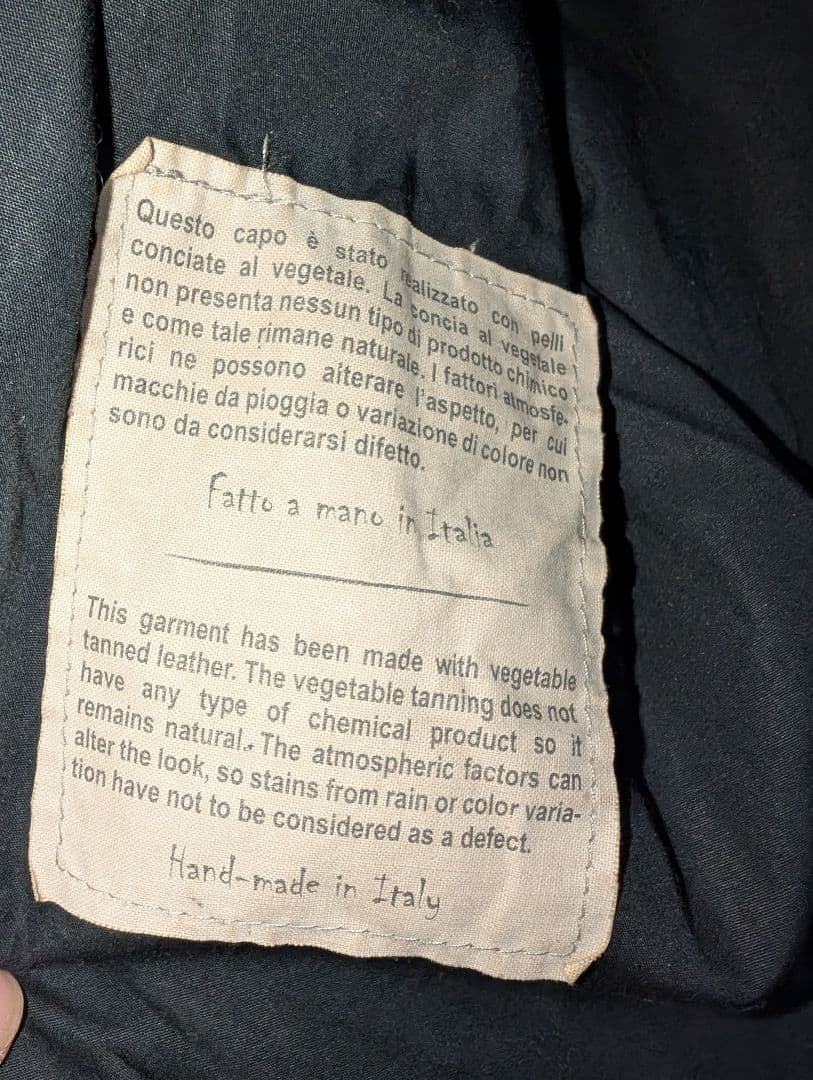 Questo capo è stato realizzato con pelli
conciate al vegetale. La concia al vegetale
non presenta nessun tipo di prodotto chimico
e come tale rimane naturale. I fattori atmosfe-
rici ne possono alterare l'aspetto, per cui
macchie da pioggia o variazione di colore non
sono da considerarsi difetto.
Fatto a mano in Italia
This garment has been made with vegetable
tanned leather. The vegetable tanning does not
have any type of chemical product so it
remains natural. The atmospheric factors can
alter the look, so stains from rain or color varia-
tion have not to be considered as a defect.
Hand-made in Italy